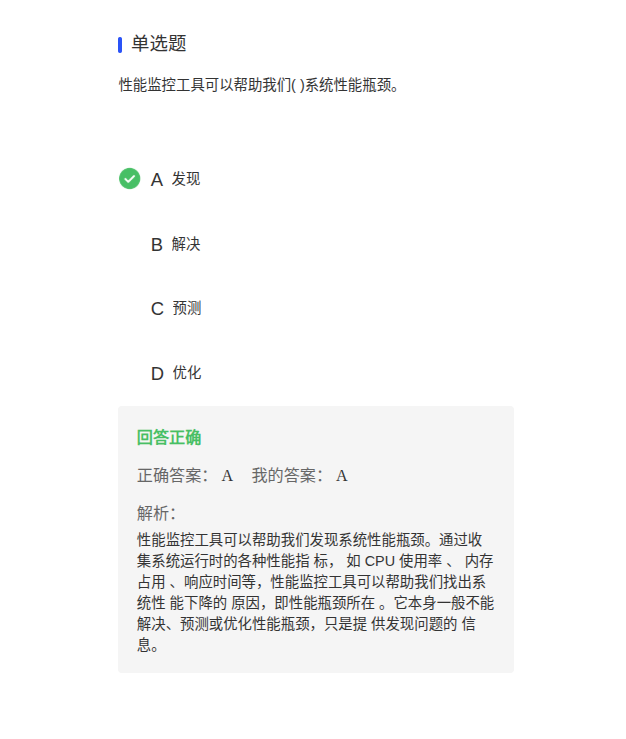 单选题
性能监控工具可以帮助我们( )系统性能瓶颈。
A 发现
B 解决
C 预测
D 优化
回答正确
正确答案： A 我的答案： A
解析：
性能监控工具可以帮助我们发现系统性能瓶颈。通过收
集系统运行时的各种性能指 标， 如 CPU 使用率 、 内存
占用 、响应时间等，性能监控工具可以帮助我们找出系
统性 能下降的 原因，即性能瓶颈所在 。它本身一般不能
解决、预测或优化性能瓶颈，只是提 供发现问题的 信
息。